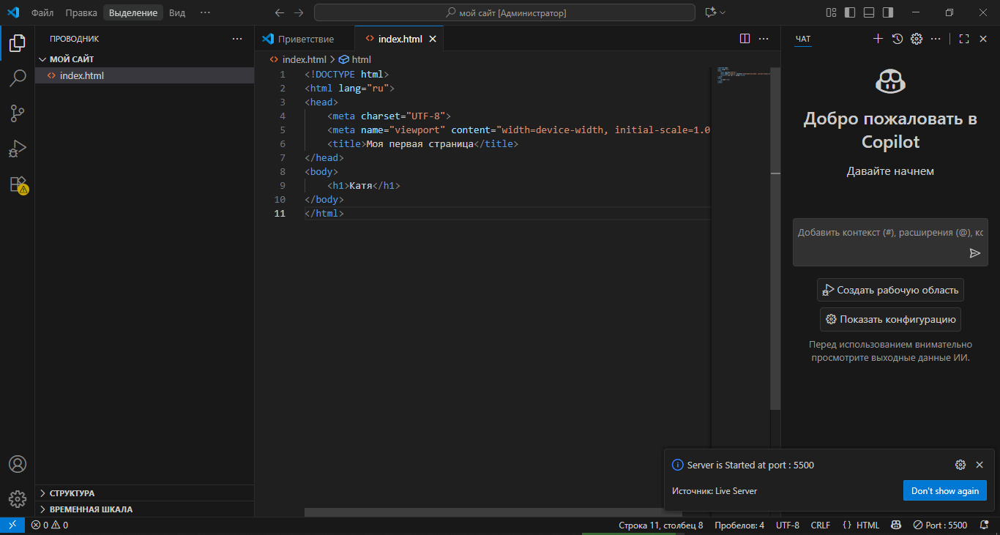 Файл Правка Выделение Вид ···
мой сайт [Администратор]
ПРОВОДНИК
МОЙ САЙТ
index.html
СТРУКТУРА
ВРЕМЕННАЯ ШКАЛА
Приветствие
index.html
index.html > html
1 <!DOCTYPE html>
2 <html lang="ru">
3 <head>
4 <meta charset="UTF-8">
5 <meta name="viewport" content="width=device-width, initial-scale=1.0
6 <title>Моя первая страница</title>
7 </head>
8 <body>
9 <h1>Катя</h1>
10 </body>
11 </html>
ЧАТ
Добро пожаловать в
Copilot
Давайте начнем
Добавить контекст (#), расширения (@), кс
Создать рабочую область
Показать конфигурацию
Перед использованием внимательно
просмотрите выходные данные ИИ.
Server is Started at port : 5500
Источник: Live Server
Don't show again
0 0
Строка 11, столбец 8 Пробелов: 4 UTF-8 CRLF {} HTML Port : 5500